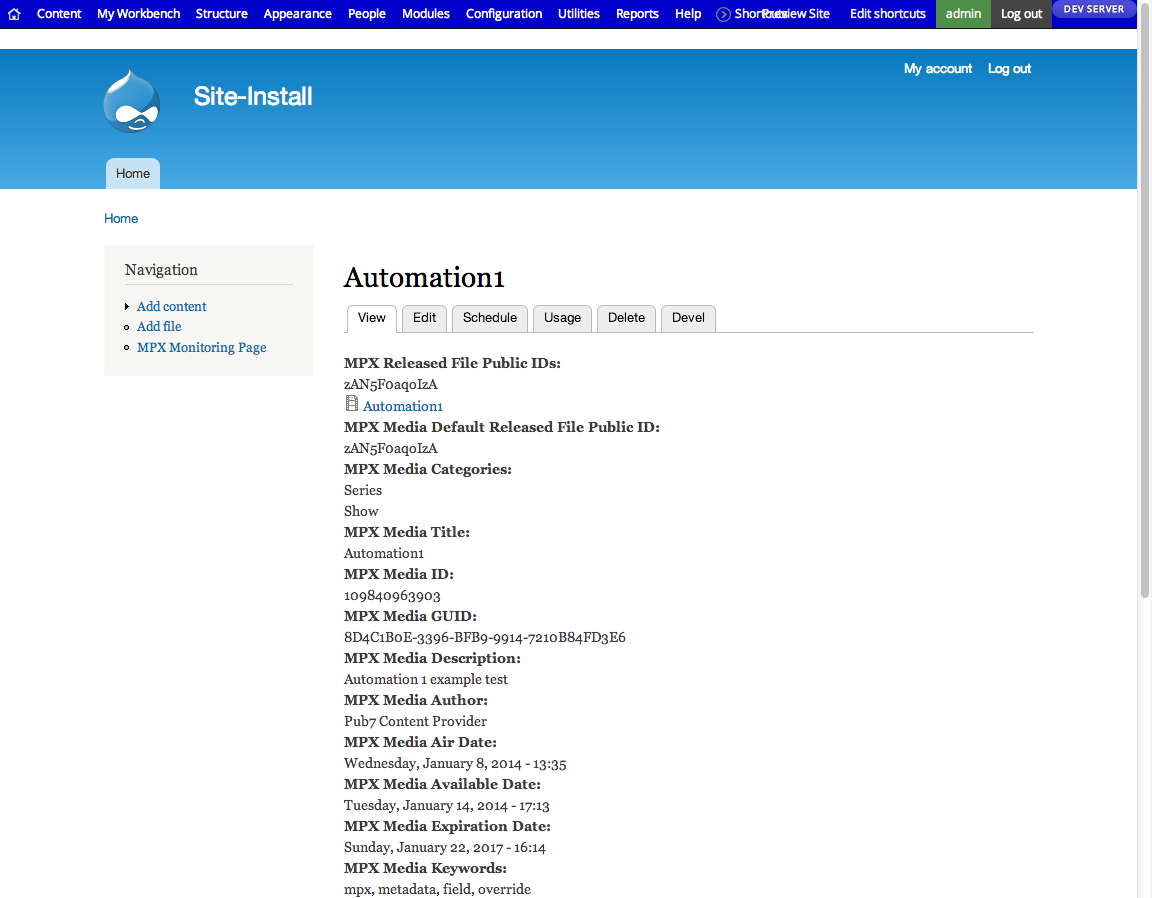 Content My Workbench Structure Appearance People Modules Configuration Utilities Reports Help Shortcuts Preview Site Edit shortcuts admin Log out DEV SERVER
My account Log out
Site-Install
Home
Home
Navigation
Add content
Add file
MPX Monitoring Page
Automation1
View Edit Schedule Usage Delete Devel
MPX Released File Public IDs:
zAN5F0aqoIzA
Automation1
MPX Media Default Released File Public ID:
zAN5F0aqoIzA
MPX Media Categories:
Series
Show
MPX Media Title:
Automation1
MPX Media ID:
109840963903
MPX Media GUID:
8D4C1B0E-3396-BFB9-9914-7210B84FD3E6
MPX Media Description:
Automation 1 example test
MPX Media Author:
Pub7 Content Provider
MPX Media Air Date:
Wednesday, January 8, 2014 - 13:35
MPX Media Available Date:
Tuesday, January 14, 2014 - 17:13
MPX Media Expiration Date:
Sunday, January 22, 2017 - 16:14
MPX Media Keywords:
mpx, metadata, field, override